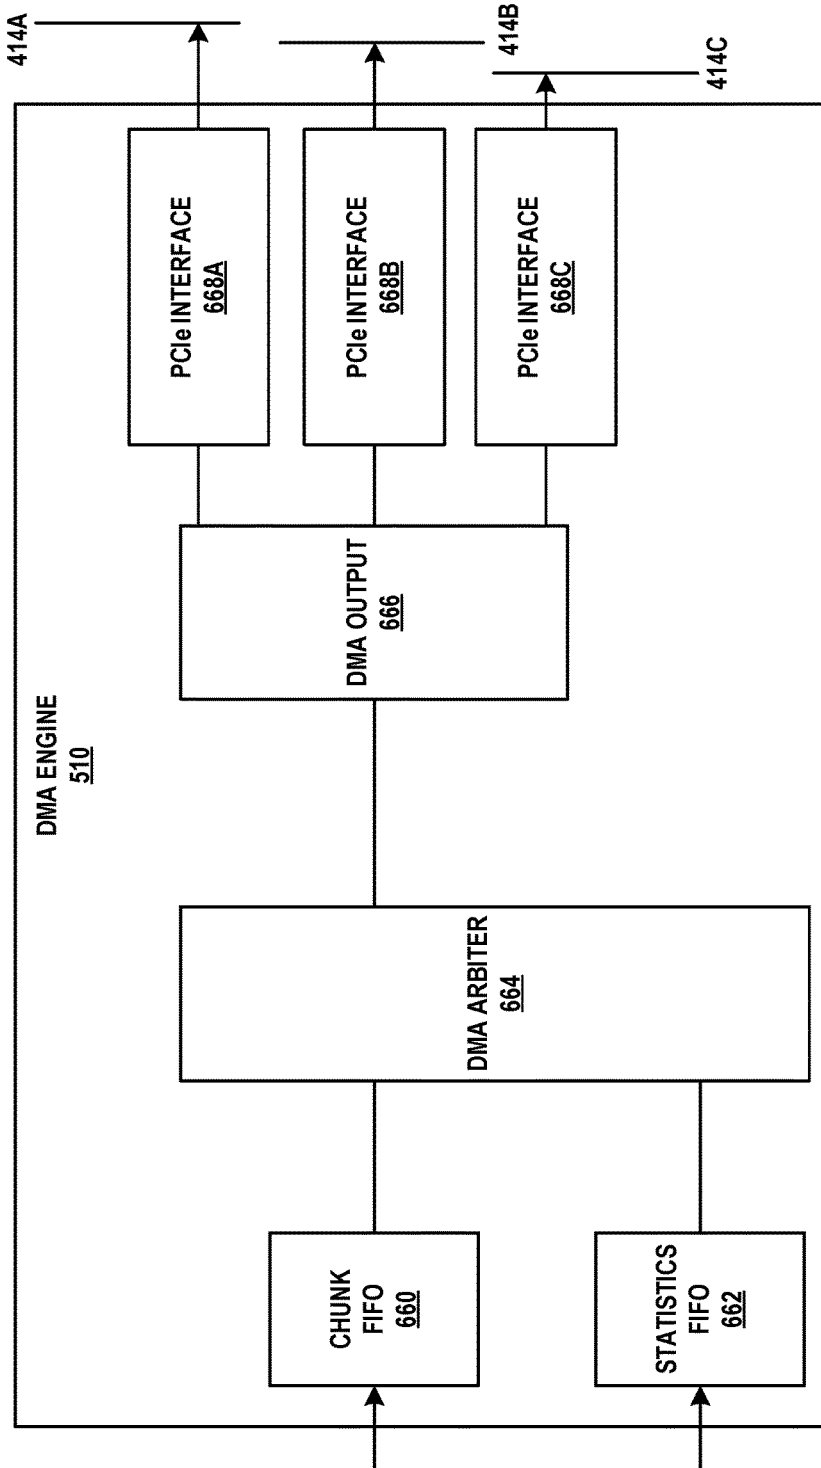 DMA ENGINE
510
CHUNK
FIFO
660
STATISTICS
FIFO
662
DMA ARBITER
664
DMA OUTPUT
666
PCIe INTERFACE
668A
PCIe INTERFACE
668B
PCIe INTERFACE
668C
414A
414B
414C